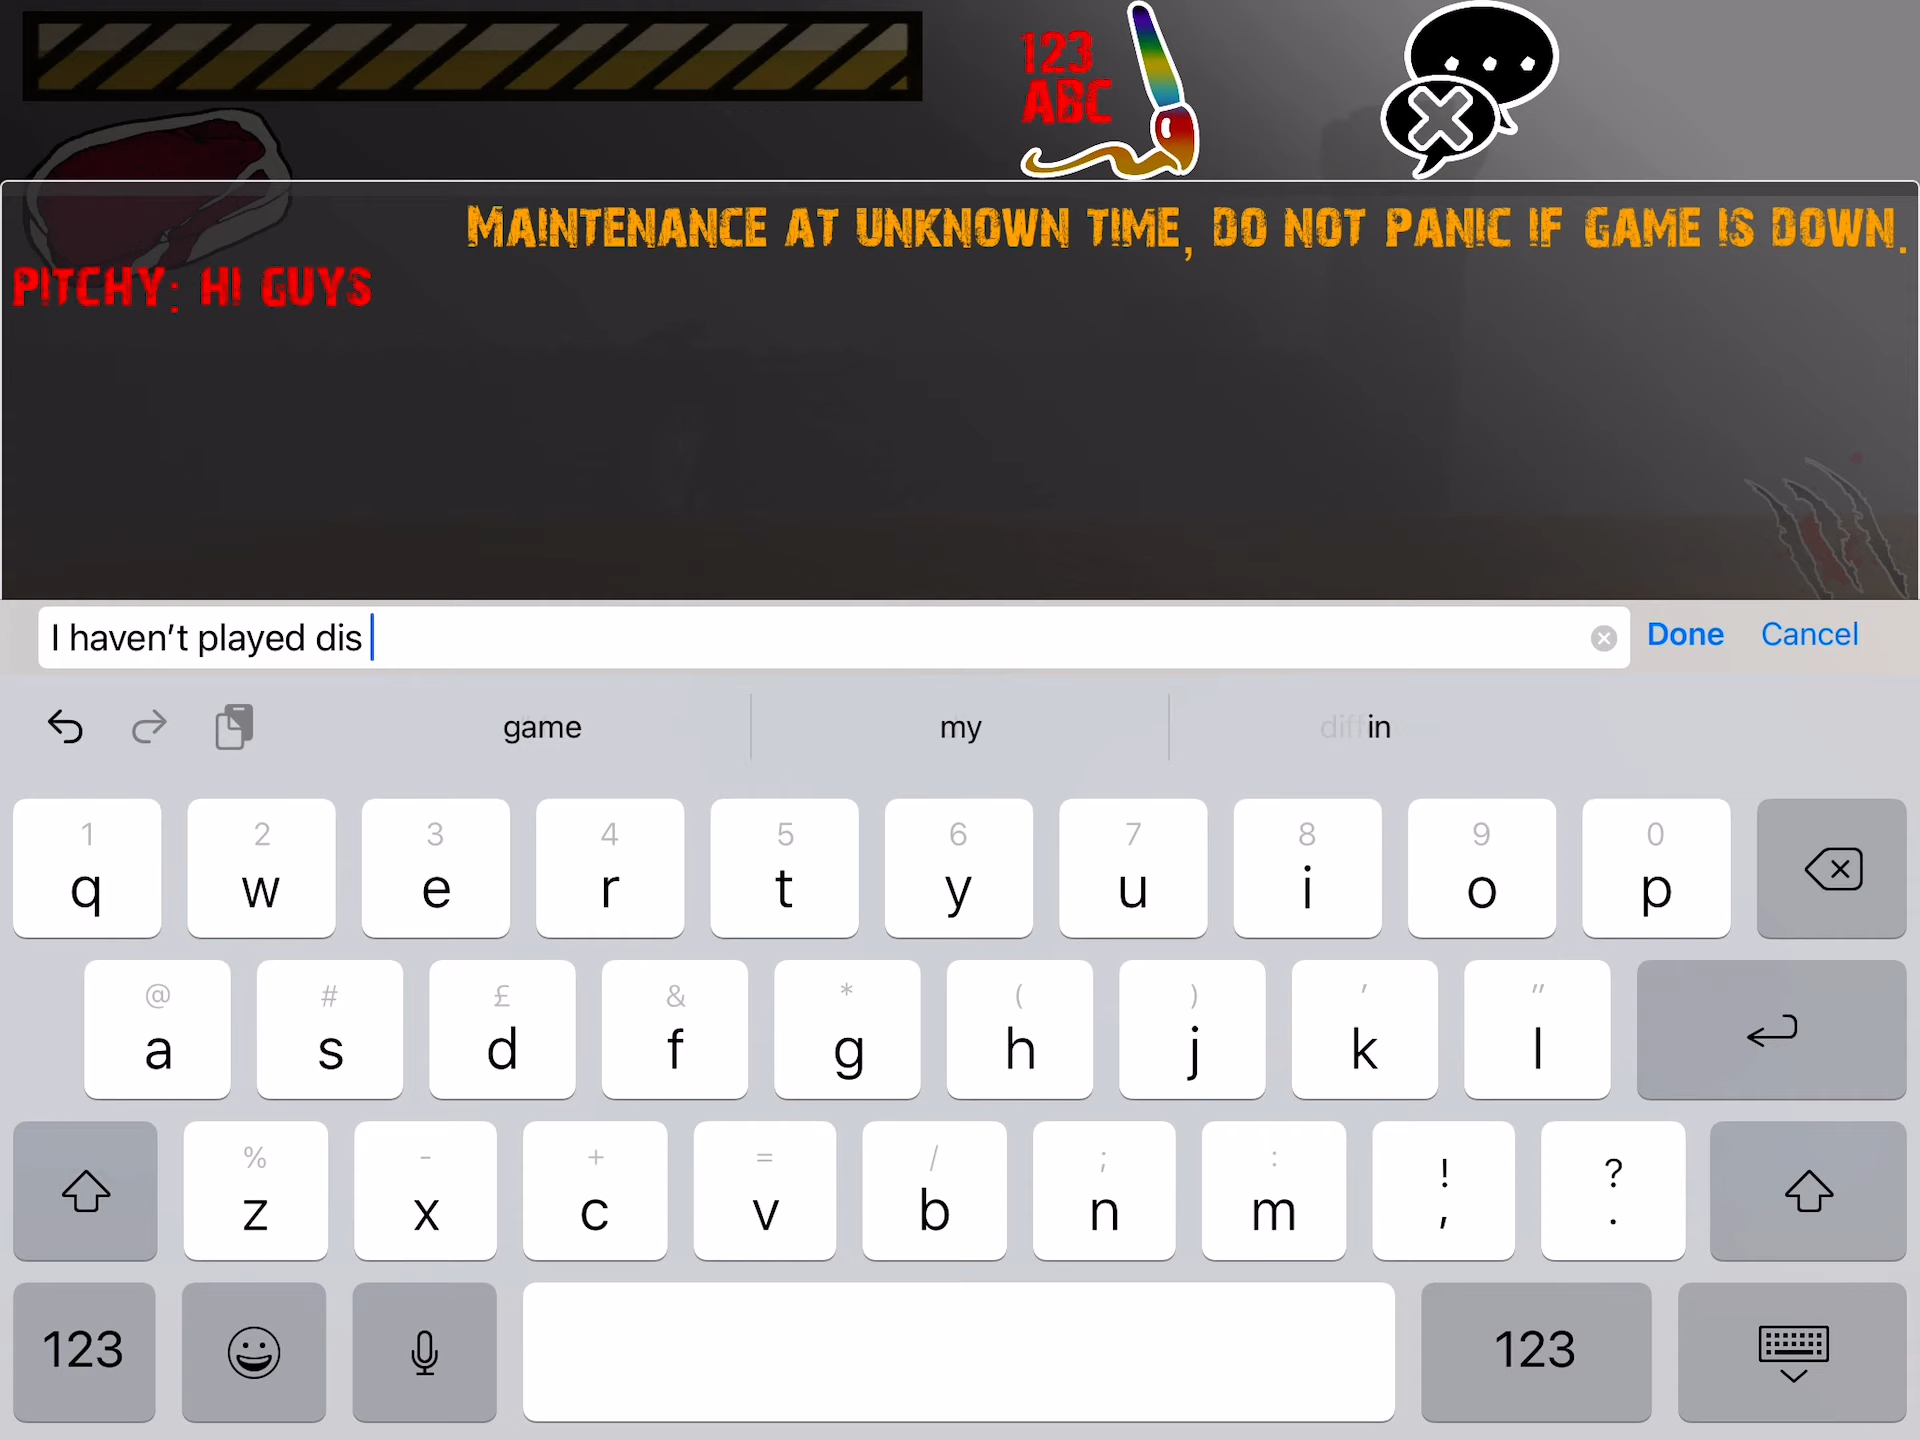 123
ABC
MAINTENANCE AT UNKNOWN TIME, DO NOT PANIC IF GAME IS DOWN.
PITCHY: HI GUYS
I haven't played dis
Done Cancel
game my in
1 2 3 4 5 6 7 8 9 0
q w e r t y u i o p
@ # £ & * ( ) ' "
a s d f g h j k l
% - + = / ; : ! ?
z x c v b n m , .
123 123